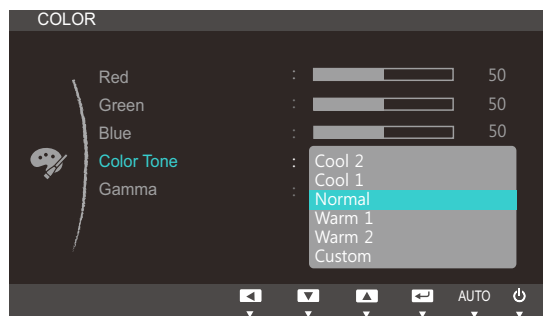 COLOR
Red : 50
Green : 50
Blue : 50
Color Tone : Cool 2
Cool 1
Gamma : Normal
Warm 1
Warm 2
Custom
AUTO